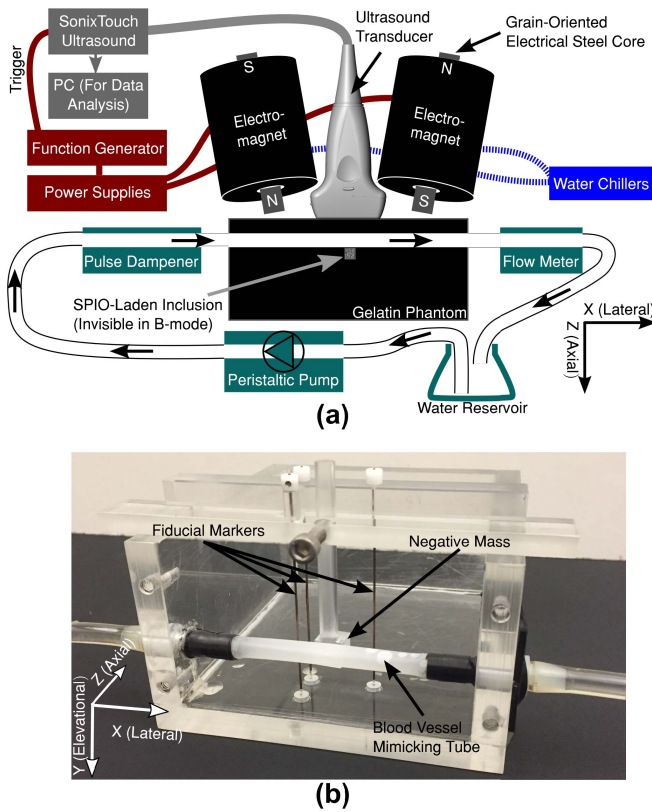 SonixTouch
Ultrasound
Trigger
PC (For Data
Analysis)
Function Generator
Power Supplies
S
Electro-
magnet
N
Ultrasound
Transducer
Grain-Oriented
Electrical Steel Core
N
Electro-
magnet
S
Water Chillers
Pulse Dampener
Flow Meter
SPIO-Laden Inclusion
(Invisible in B-mode)
Gelatin Phantom
X (Lateral)
Z (Axial)
Peristaltic Pump
Water Reservoir
(a)
Fiducial Markers
Negative Mass
Z (Axial)
X (Lateral)
Y (Elevational)
Blood Vessel
Mimicking Tube
(b)